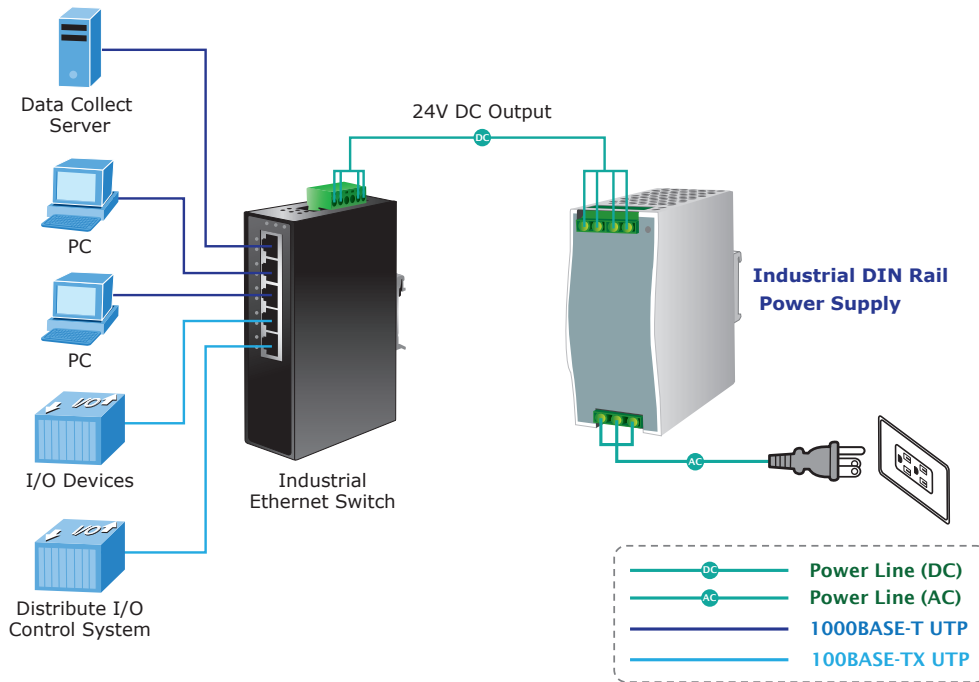 Data Collect
Server
24V DC Output
DC
PC
Industrial DIN Rail
Power Supply
PC
I/O
I/O Devices
Industrial
Ethernet Switch
AC
I/O
Distribute I/O
Control System
DC
Power Line (DC)
AC
Power Line (AC)
1000BASE-T UTP
100BASE-TX UTP